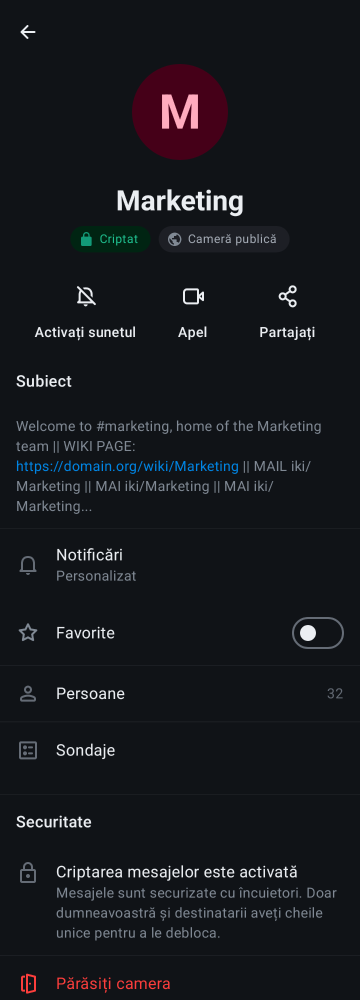 M
Marketing
Criptat
Cameră publică
Activați sunetul
Apel
Partajați
Subiect
Welcome to #marketing, home of the Marketing
team || WIKI PAGE:
https://domain.org/wiki/Marketing || MAIL iki/
Marketing || MAI iki/Marketing || MAI iki/
Marketing...
Notificări
Personalizat
Favorite
Persoane
32
Sondaje
Securitate
Criptarea mesajelor este activată
Mesajele sunt securizate cu încuietori. Doar
dumneavoastră și destinatarii aveți cheile
unice pentru a le debloca.
Părăsiți camera